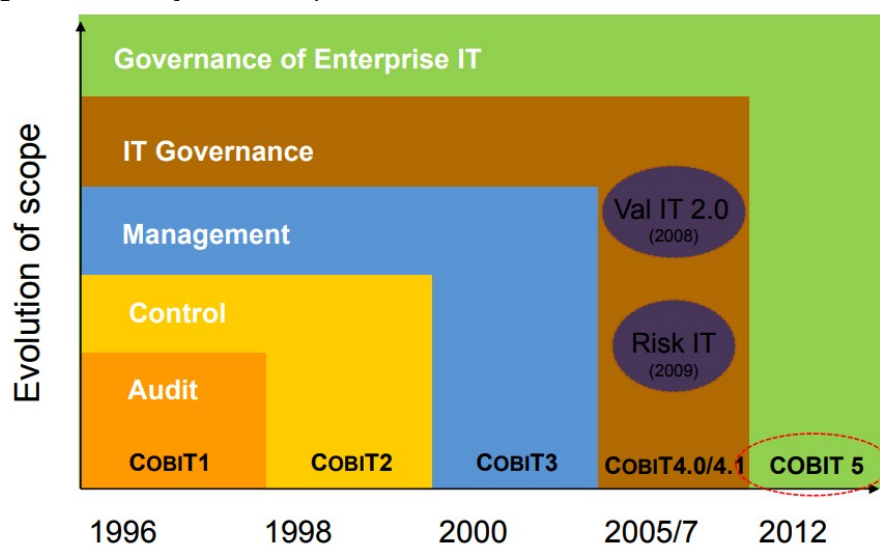 Governance of Enterprise IT
IT Governance
Management
Control
Audit
Val IT 2.0
(2008)
Risk IT
(2009)
COBIT1
COBIT2
COBIT3
COBIT4.0/4.1
COBIT 5
1996
1998
2000
2005/7
2012
Evolution of scope